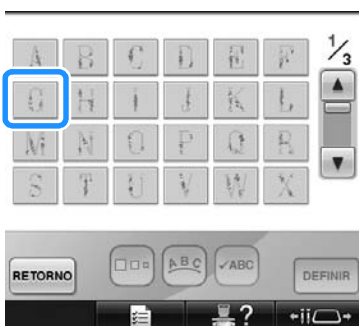 A B C D E F 1/3
G H I J K L
M N O P Q R
S T U V W X
RETORNO ABC ✓ABC DEFINIR
?